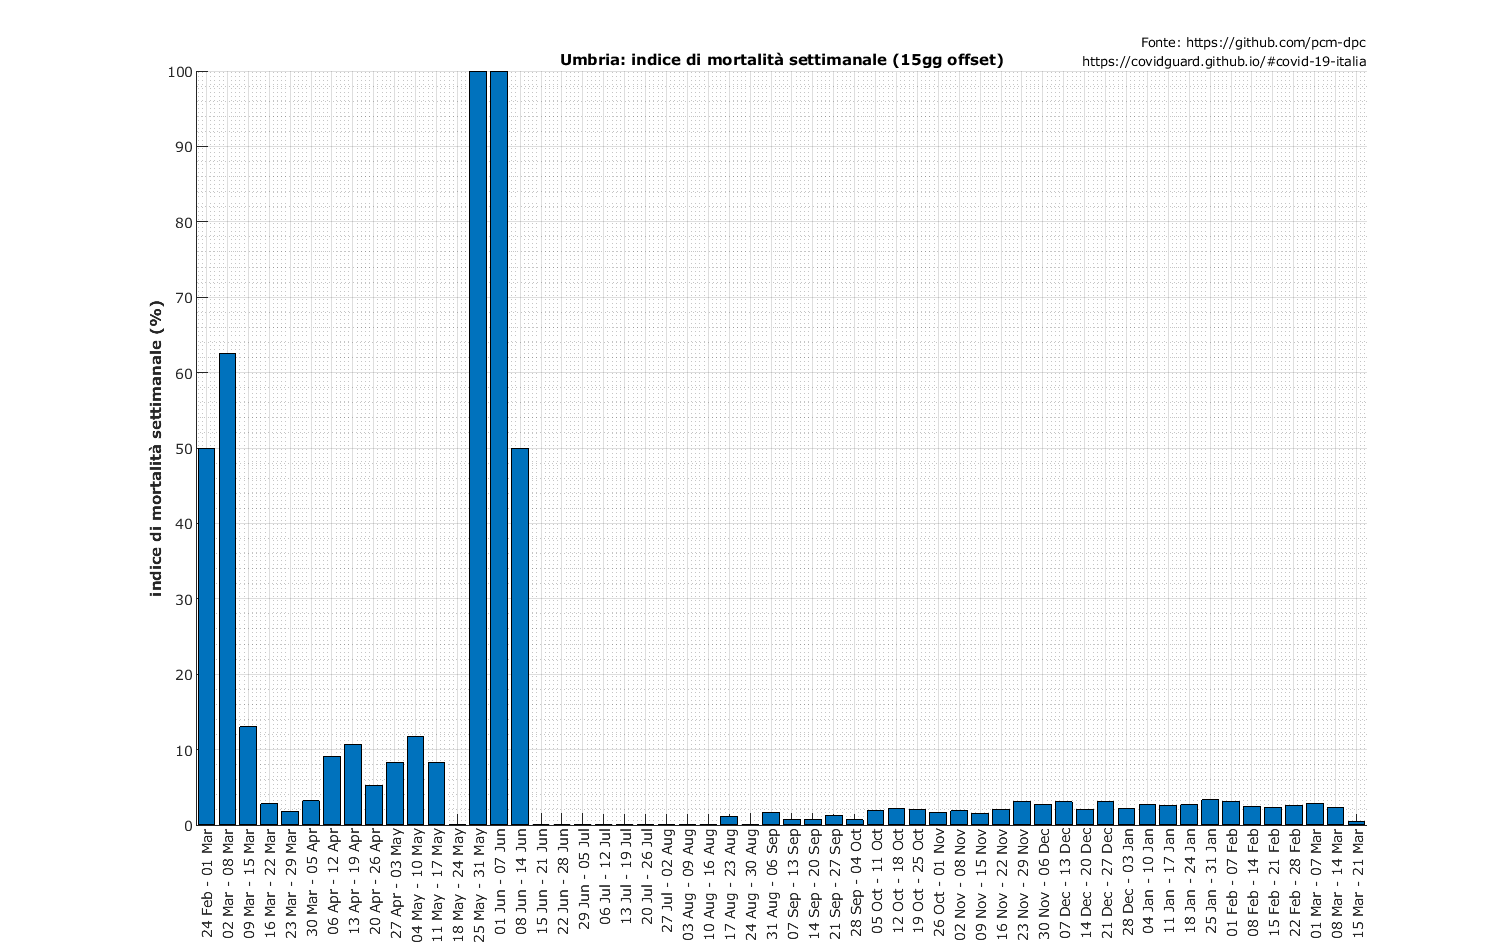 Fonte: https://github.com/pcm-dpc
Umbria: indice di mortalità settimanale (15gg offset)
https://covidguard.github.io/#covid-19-italia
indice di mortalità settimanale (%)
100
90
80
70
60
50
40
30
20
10
0
24 Feb - 01 Mar
02 Mar - 08 Mar
09 Mar - 15 Mar
16 Mar - 22 Mar
23 Mar - 29 Mar
30 Mar - 05 Apr
06 Apr - 12 Apr
13 Apr - 19 Apr
20 Apr - 26 Apr
27 Apr - 03 May
04 May - 10 May
11 May - 17 May
18 May - 24 May
25 May - 31 May
01 Jun - 07 Jun
08 Jun - 14 Jun
15 Jun - 21 Jun
22 Jun - 28 Jun
29 Jun - 05 Jul
06 Jul - 12 Jul
13 Jul - 19 Jul
20 Jul - 26 Jul
27 Jul - 02 Aug
03 Aug - 09 Aug
10 Aug - 16 Aug
17 Aug - 23 Aug
24 Aug - 30 Aug
31 Aug - 06 Sep
07 Sep - 13 Sep
14 Sep - 20 Sep
21 Sep - 27 Sep
28 Sep - 04 Oct
05 Oct - 11 Oct
12 Oct - 18 Oct
19 Oct - 25 Oct
26 Oct - 01 Nov
02 Nov - 08 Nov
09 Nov - 15 Nov
16 Nov - 22 Nov
23 Nov - 29 Nov
30 Nov - 06 Dec
07 Dec - 13 Dec
14 Dec - 20 Dec
21 Dec - 27 Dec
28 Dec - 03 Jan
04 Jan - 10 Jan
11 Jan - 17 Jan
18 Jan - 24 Jan
25 Jan - 31 Jan
01 Feb - 07 Feb
08 Feb - 14 Feb
15 Feb - 21 Feb
22 Feb - 28 Feb
01 Mar - 07 Mar
08 Mar - 14 Mar
15 Mar - 21 Mar